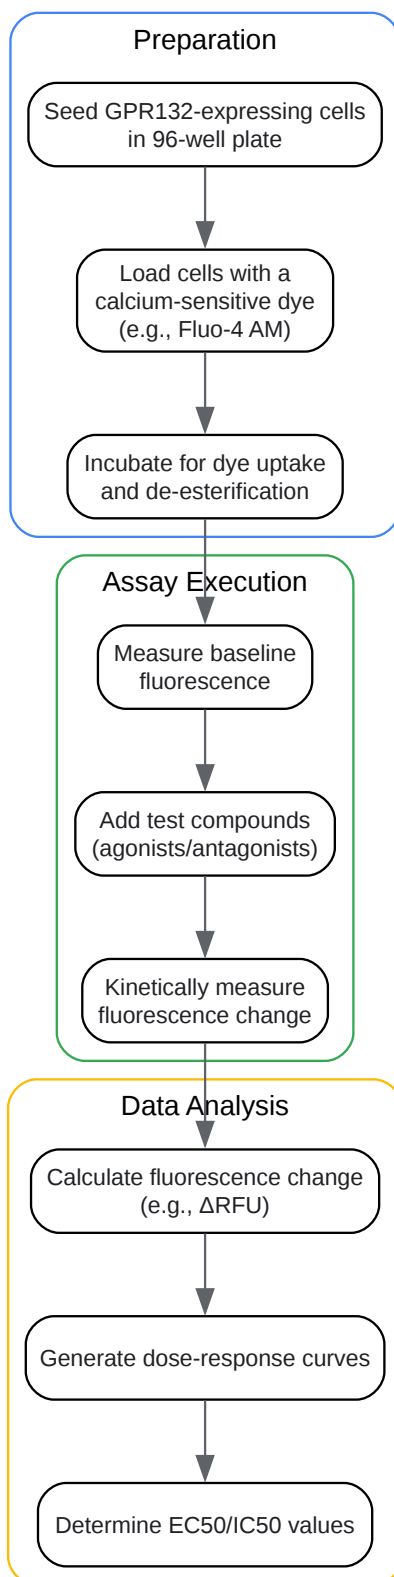 Preparation
Seed GPR132-expressing cells
in 96-well plate
Load cells with a
calcium-sensitive dye
(e.g., Fluo-4 AM)
Incubate for dye uptake
and de-esterification
Assay Execution
Measure baseline
fluorescence
Add test compounds
(agonists/antagonists)
Kinetically measure
fluorescence change
Data Analysis
Calculate fluorescence change
(e.g., ΔRFU)
Generate dose-response curves
Determine EC50/IC50 values